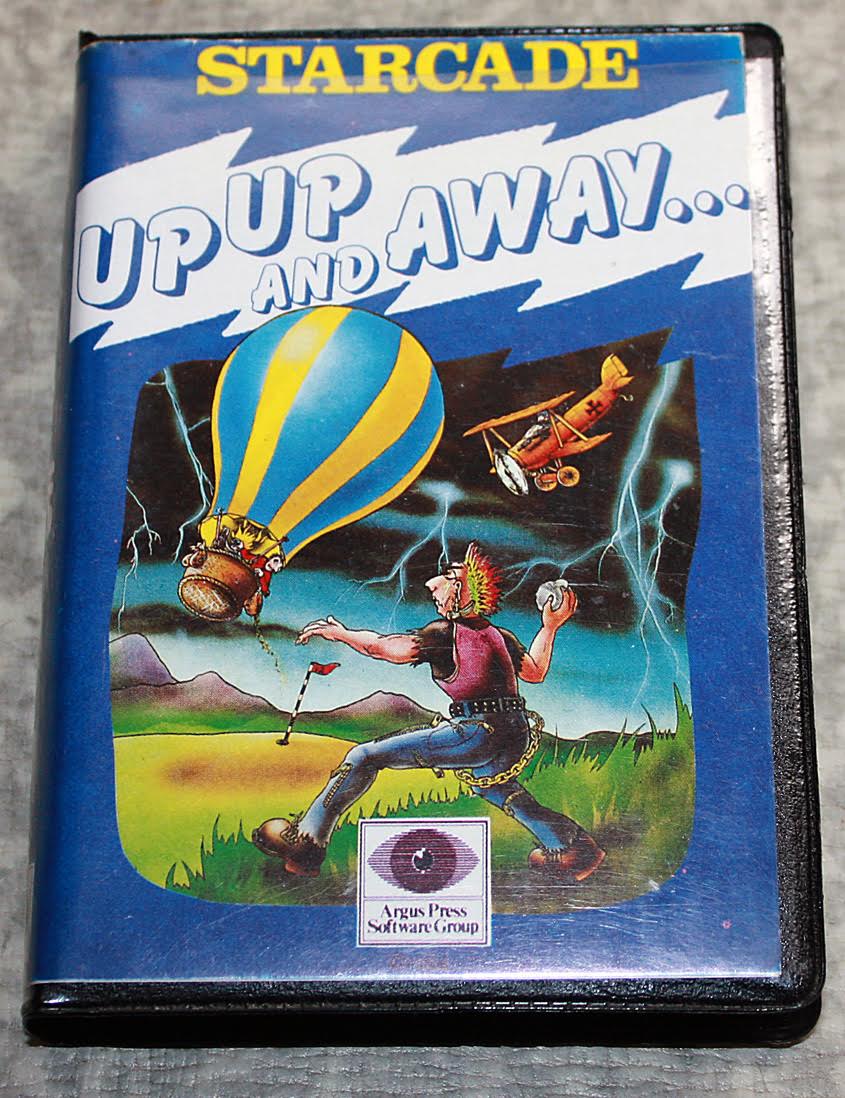 STARCADE
UP UP
AND AWAY...
Argus Press
Software Group